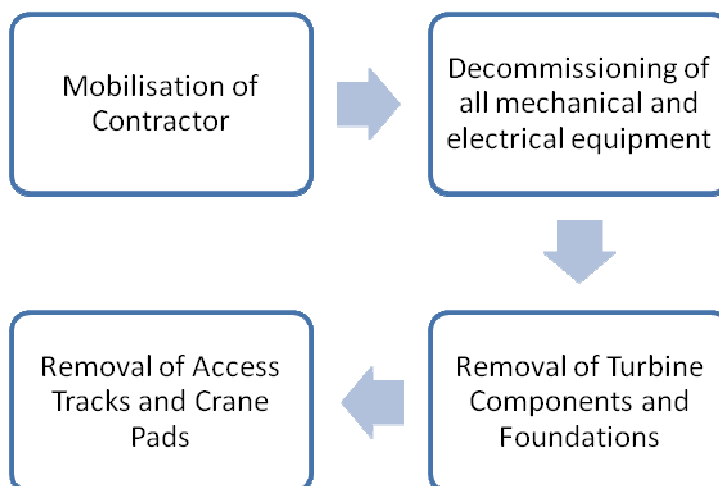 Mobilisation of
Contractor
Decommissioning of
all mechanical and
electrical equipment
Removal of Turbine
Components and
Foundations
Removal of Access
Tracks and Crane
Pads